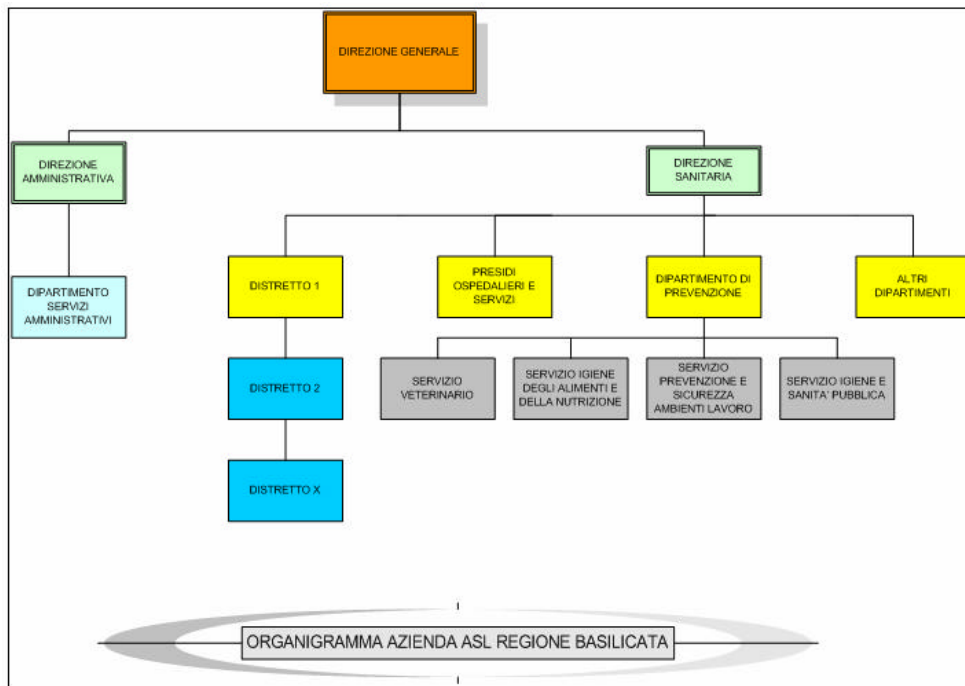 DIREZIONE GENERALE
DIREZIONE
AMMINISTRATIVA
DIREZIONE
SANITARIA
DIPARTIMENTO
SERVIZI
AMMINISTRATIVI
DISTRETTO 1
PRESIDI
OSPEDALIERI E
SERVIZI
DIPARTIMENTO DI
PREVENZIONE
ALTRI
DIPARTIMENTI
DISTRETTO 2
SERVIZIO
VETERINARIO
SERVIZIO IGIENE
DEGLI ALIMENTI E
DELLA NUTRIZIONE
SERVIZIO
PREVENZIONE E
SICUREZZA
AMBIENTI LAVORO
SERVIZIO IGIENE E
SANITA' PUBBLICA
DISTRETTO X
ORGANIGRAMMA AZIENDA ASL REGIONE BASILICATA